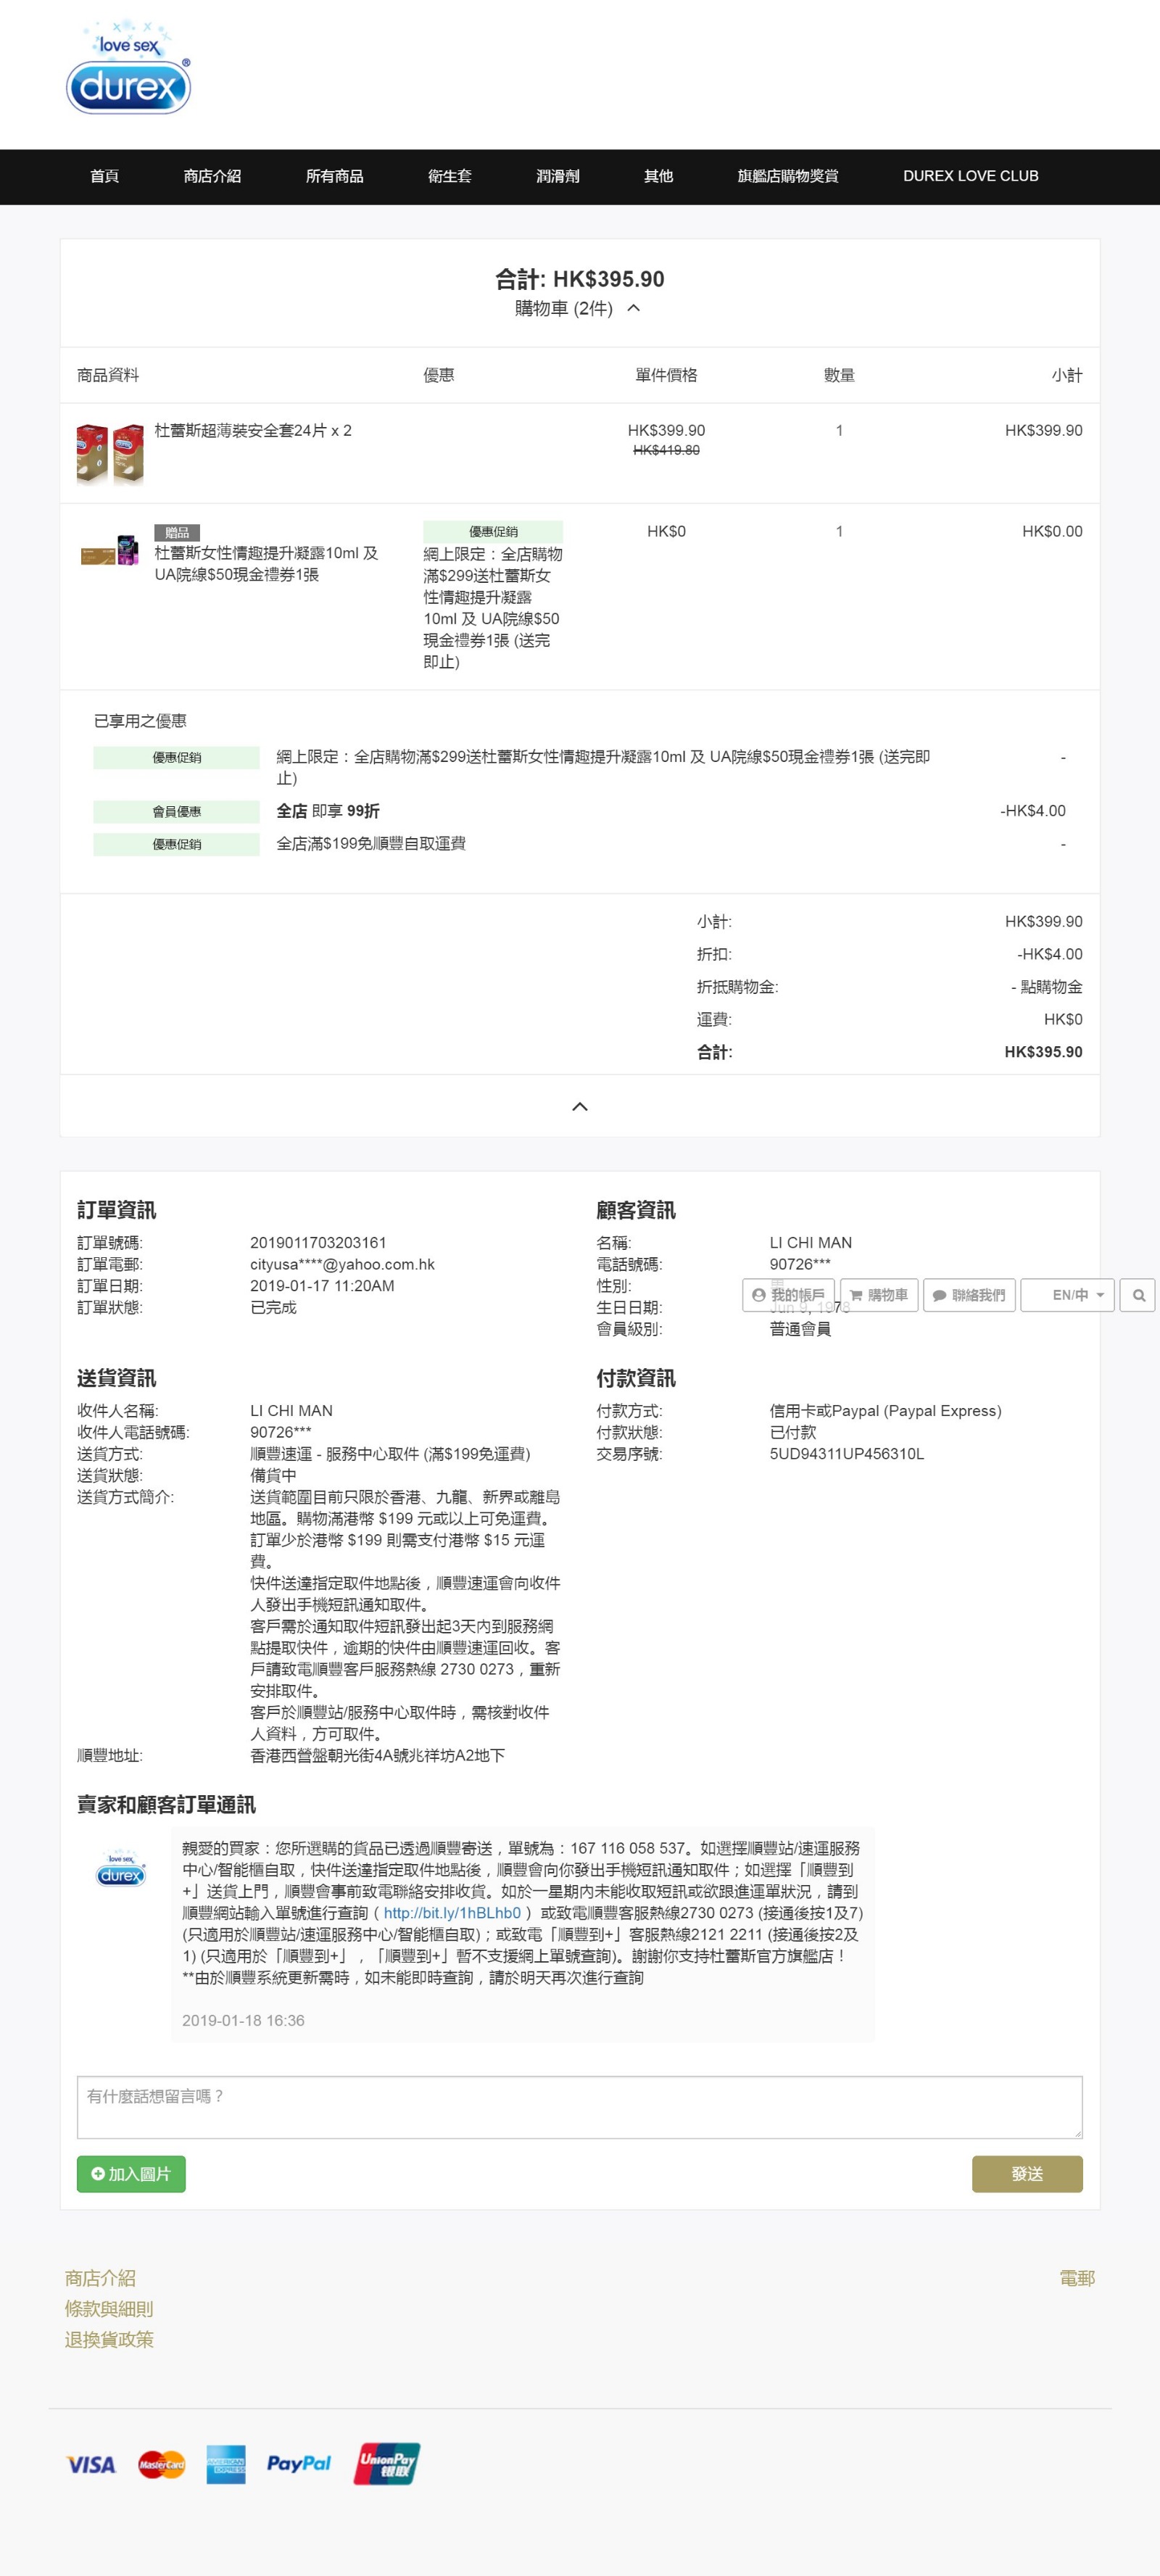 love sex
durex®
首頁 商店介紹 所有商品 衛生套 潤滑劑 其他 旗艦店購物獎賞 DUREX LOVE CLUB
合計: HK$395.90
購物車 (2件)
商品資料 優惠 單件價格 數量 小計
杜蕾斯超薄裝安全套24片 x 2 HK$399.90 1 HK$399.90
HK$419.80
贈品 優惠促銷 HK$0 1 HK$0.00
杜蕾斯女性情趣提升凝露10ml 及
UA院線$50現金禮券1張
網上限定：全店購物
滿$299送杜蕾斯女
性情趣提升凝露
10ml 及 UA院線$50
現金禮券1張 (送完
即止)
已享用之優惠
優惠促銷 網上限定：全店購物滿$299送杜蕾斯女性情趣提升凝露10ml 及 UA院線$50現金禮券1張 (送完即 -
止)
會員優惠 全店 即享 99折 -HK$4.00
優惠促銷 全店滿$199免順豐自取運費 -
小計: HK$399.90
折扣: -HK$4.00
折抵購物金: - 點購物金
運費: HK$0
合計: HK$395.90
訂單資訊
訂單號碼: 2019011703203161
訂單電郵: cityusa****@yahoo.com.hk
訂單日期: 2019-01-17 11:20AM
訂單狀態: 已完成
顧客資訊
名稱: LI CHI MAN
電話號碼: 90726***
性別: 男
生日日期: Jun 9, 1978
會員級別: 普通會員
我的帳戶 購物車 聯絡我們 EN/中
送貨資訊
收件人名稱: LI CHI MAN
收件人電話號碼: 90726***
送貨方式: 順豐速運 - 服務中心取件 (滿$199免運費)
送貨狀態: 備貨中
送貨方式簡介: 送貨範圍目前只限於香港、九龍、新界或離島
地區。購物滿港幣 $199 元或以上可免運費。
訂單少於港幣 $199 則需支付港幣 $15 元運
費。
快件送達指定取件地點後，順豐速運會向收件
人發出手機短訊通知取件。
客戶需於通知取件短訊發出起3天內到服務網
點提取快件，逾期的快件由順豐速運回收。客
戶請致電順豐客戶服務熱線 2730 0273，重新
安排取件。
客戶於順豐站/服務中心取件時，需核對收件
人資料，方可取件。
順豐地址: 香港西營盤朝光街4A號兆祥坊A2地下
付款資訊
付款方式: 信用卡或Paypal (Paypal Express)
付款狀態: 已付款
交易序號: 5UD94311UP456310L
賣家和顧客訂單通訊
love sex
durex
親愛的買家：您所選購的貨品已透過順豐寄送，單號為：167 116 058 537。如選擇順豐站/速運服務
中心/智能櫃自取，快件送達指定取件地點後，順豐會向你發出手機短訊通知取件；如選擇「順豐到
+」送貨上門，順豐會事前致電聯絡安排收貨。如於一星期內未能收取短訊或欲跟進運單狀況，請到
順豐網站輸入單號進行查詢（ http://bit.ly/1hBLhb0 ）或致電順豐客服熱線2730 0273 (接通後按1及7)
(只適用於順豐站/速運服務中心/智能櫃自取)；或致電「順豐到+」客服熱線2121 2211 (接通後按2及
1) (只適用於「順豐到+」，「順豐到+」暫不支援網上單號查詢)。謝謝你支持杜蕾斯官方旗艦店！
**由於順豐系統更新需時，如未能即時查詢，請於明天再次進行查詢
2019-01-18 16:36
有什麼話想留言嗎？
加入圖片
發送
商店介紹 電郵
條款與細則
退換貨政策
VISA MasterCard AMERICAN EXPRESS PayPal UnionPay 银联